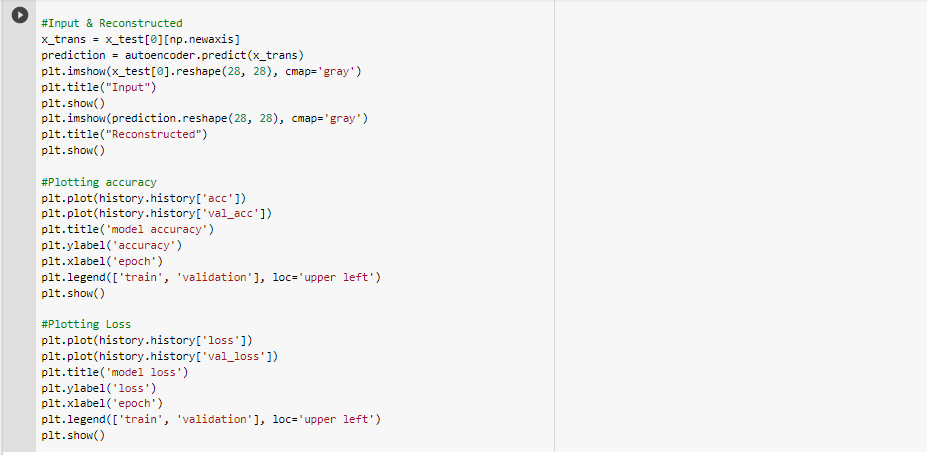 #Input & Reconstructed
x_trans = x_test[0][np.newaxis]
prediction = autoencoder.predict(x_trans)
plt.imshow(x_test[0].reshape(28, 28), cmap='gray')
plt.title("Input")
plt.show()
plt.imshow(prediction.reshape(28, 28), cmap='gray')
plt.title("Reconstructed")
plt.show()

#Plotting accuracy
plt.plot(history.history['acc'])
plt.plot(history.history['val_acc'])
plt.title('model accuracy')
plt.ylabel('accuracy')
plt.xlabel('epoch')
plt.legend(['train', 'validation'], loc='upper left')
plt.show()

#Plotting Loss
plt.plot(history.history['loss'])
plt.plot(history.history['val_loss'])
plt.title('model loss')
plt.ylabel('loss')
plt.xlabel('epoch')
plt.legend(['train', 'validation'], loc='upper left')
plt.show()